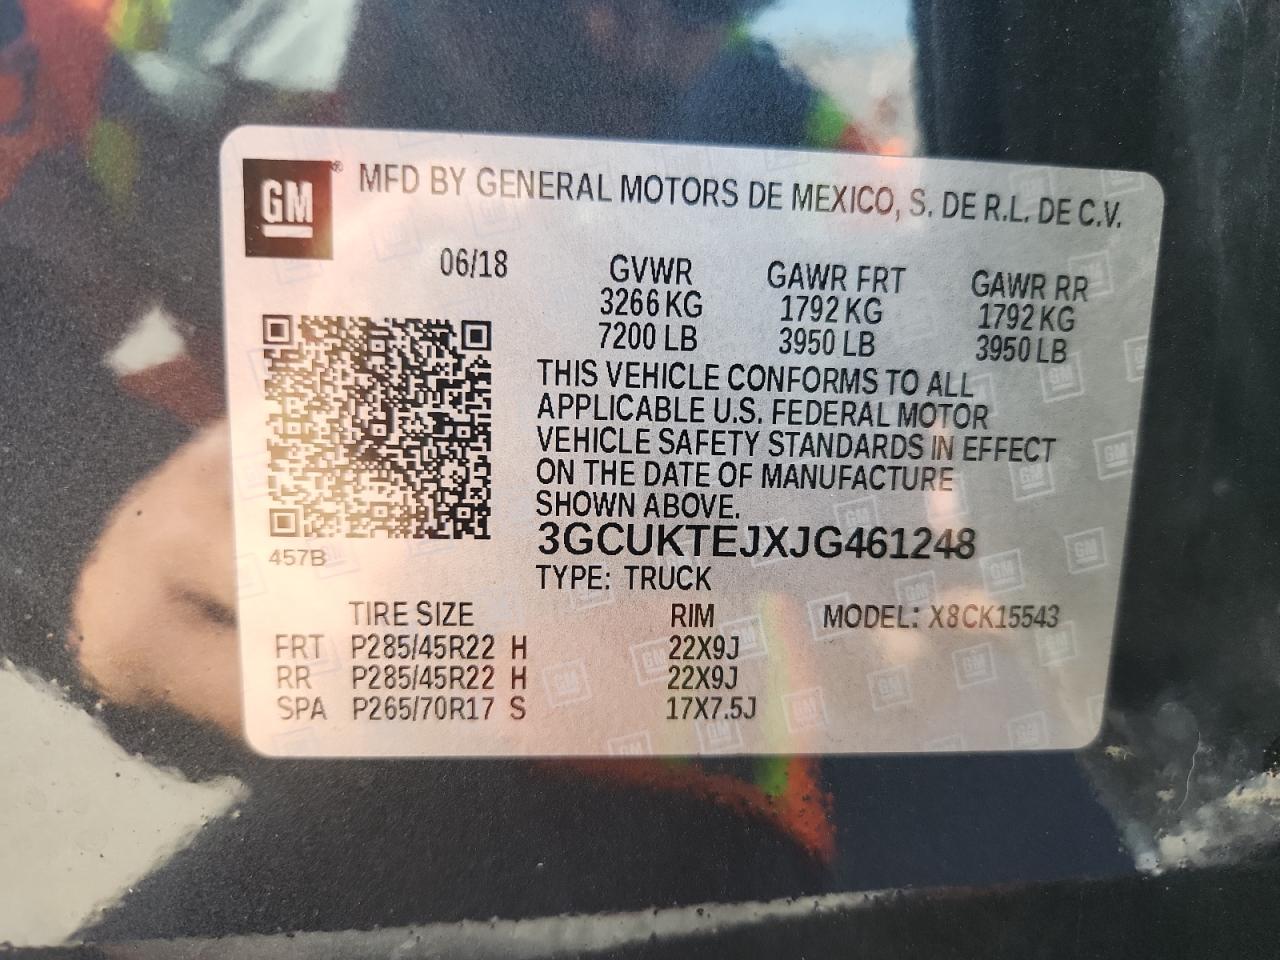 GM ® MFD BY GENERAL MOTORS DE MEXICO, S. DE R.L. DE C.V.
06/18 GVWR GAWR FRT GAWR RR
3266 KG 1792 KG 1792 KG
7200 LB 3950 LB 3950 LB
THIS VEHICLE CONFORMS TO ALL
APPLICABLE U.S. FEDERAL MOTOR
VEHICLE SAFETY STANDARDS IN EFFECT
ON THE DATE OF MANUFACTURE
SHOWN ABOVE.
3GCUKTEJXJG461248
457B
TYPE: TRUCK
TIRE SIZE RIM MODEL: X8CK15543
FRT P285/45R22 H 22X9J
RR P285/45R22 H 22X9J
SPA P265/70R17 S 17X7.5J